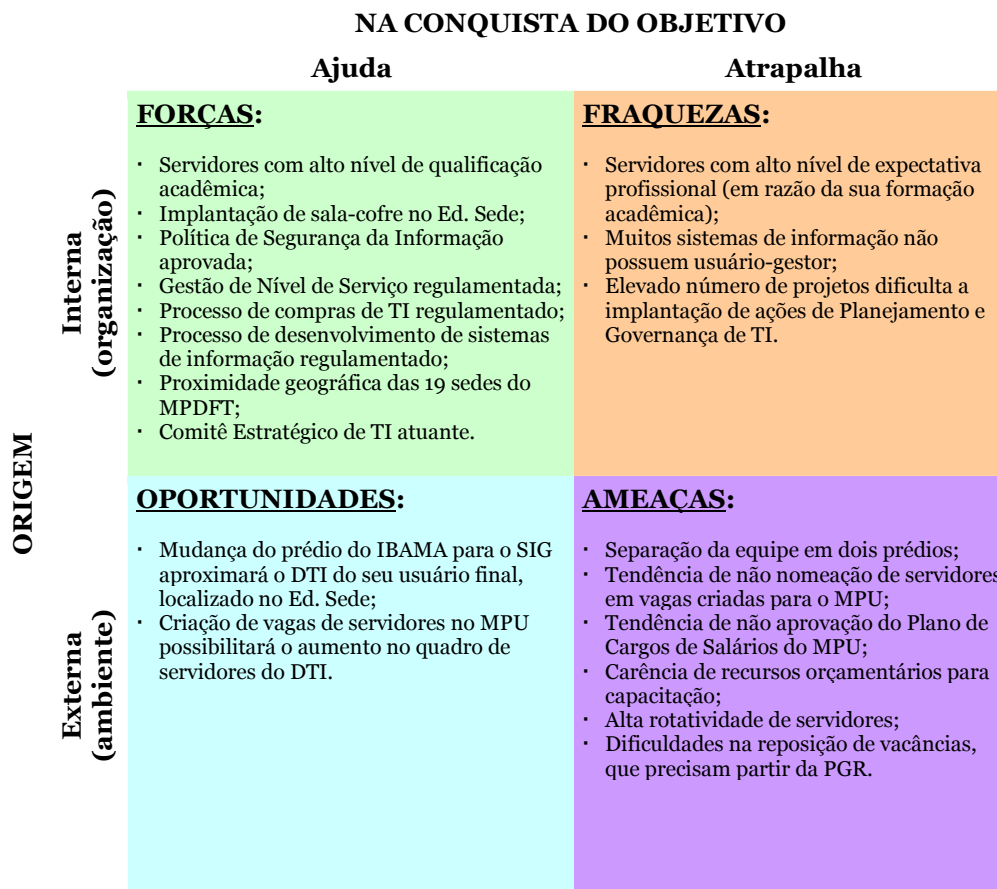 NA CONQUISTA DO OBJETIVO
Ajuda
Atrapalha
ORIGEM
Interna
(organização)
FORÇAS:
· Servidores com alto nível de qualificação
acadêmica;
· Implantação de sala-cofre no Ed. Sede;
· Política de Segurança da Informação
aprovada;
· Gestão de Nível de Serviço regulamentada;
· Processo de compras de TI regulamentado;
· Processo de desenvolvimento de sistemas
de informação regulamentado;
· Proximidade geográfica das 19 sedes do
MPDFT;
· Comitê Estratégico de TI atuante.
FRAQUEZAS:
· Servidores com alto nível de expectativa
profissional (em razão da sua formação
acadêmica);
· Muitos sistemas de informação não
possuem usuário-gestor;
· Elevado número de projetos dificulta a
implantação de ações de Planejamento e
Governança de TI.
Externa
(ambiente)
OPORTUNIDADES:
· Mudança do prédio do IBAMA para o SIG
aproximará o DTI do seu usuário final,
localizado no Ed. Sede;
· Criação de vagas de servidores no MPU
possibilitará o aumento no quadro de
servidores do DTI.
AMEAÇAS:
· Separação da equipe em dois prédios;
· Tendência de não nomeação de servidores
em vagas criadas para o MPU;
· Tendência de não aprovação do Plano de
Cargos de Salários do MPU;
· Carência de recursos orçamentários para
capacitação;
· Alta rotatividade de servidores;
· Dificuldades na reposição de vacâncias,
que precisam partir da PGR.